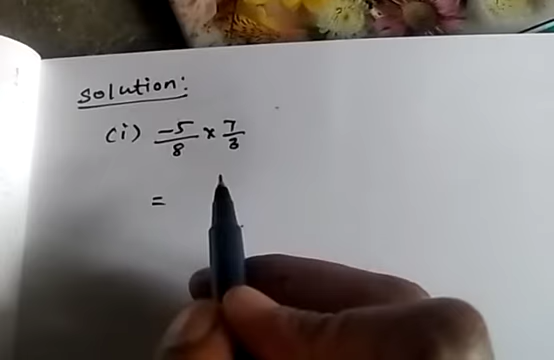 Solution:
(i) -5/8 × 7/3
=